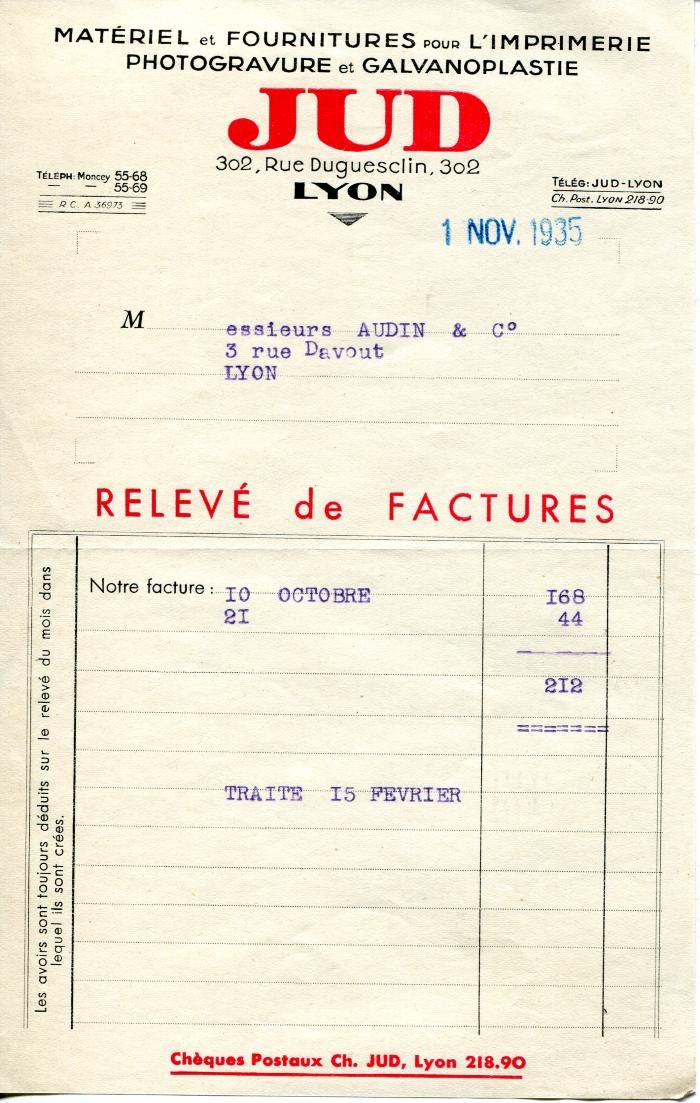 MATÉRIEL et FOURNITURES POUR L'IMPRIMERIE
PHOTOGRAVURE et GALVANOPLASTIE
JUD
302, Rue Duguesclin, 302
LYON
TÉLÉPH: Moncey 55-68
— — 55-69
R.C. A 36973
TÉLÉG: JUD-LYON
Ch. Post. LYON 218·90
1 NOV. 1935
Messieurs AUDIN & C°
3 rue Davout
LYON
RELEVÉ de FACTURES
Notre facture : IO OCTOBRE I68
2I 44
2I2
=======
TRAITE I5 FEVRIER
Les avoirs sont toujours déduits sur le relevé du mois dans
lequel ils sont crées.
Chèques Postaux Ch. JUD, Lyon 218.90